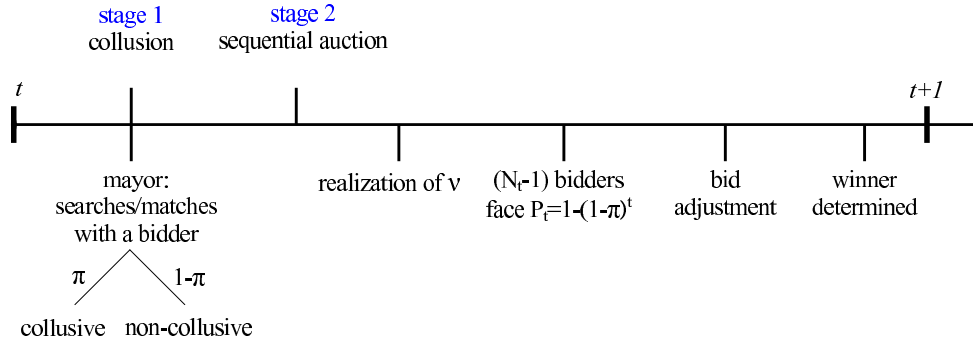 stage 1
collusion
stage 2
sequential auction
t
t+1
mayor:
searches/matches
with a bidder
π
1-π
collusive
non-collusive
realization of ν
(Nₜ-1) bidders
face Pₜ=1-(1-π)ᵗ
bid
adjustment
winner
determined